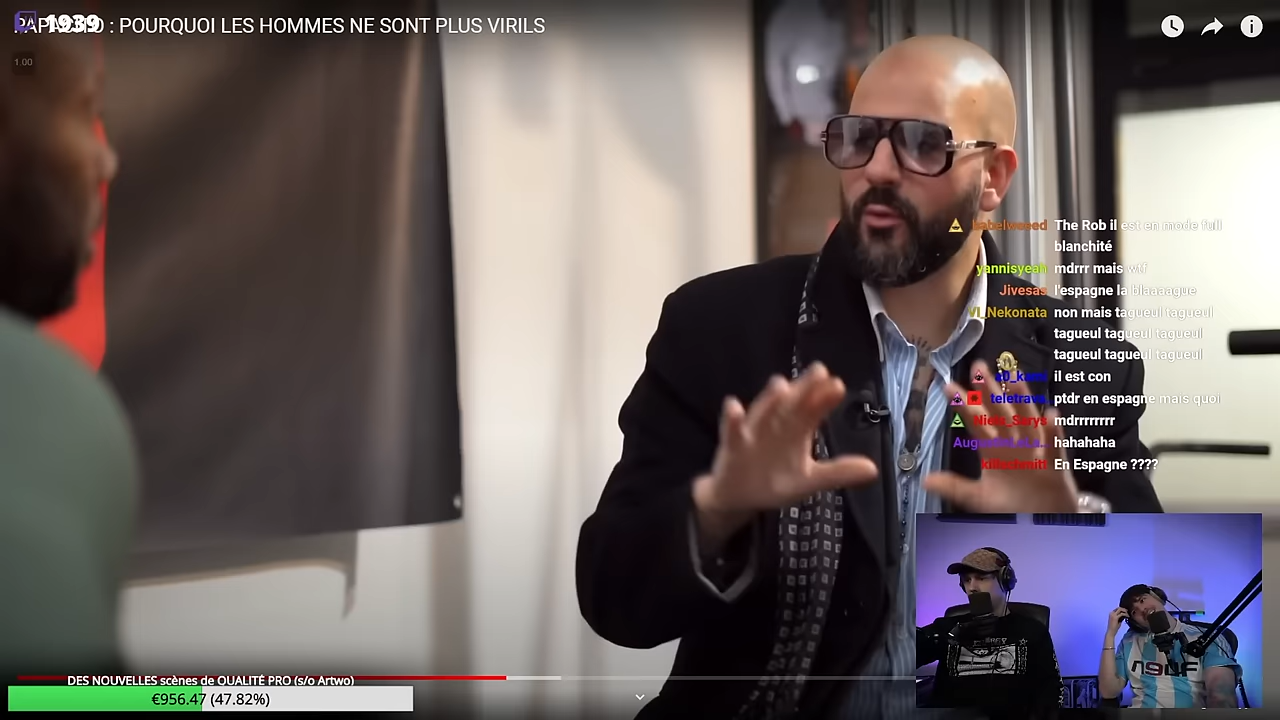 1939
: POURQUOI LES HOMMES NE SONT PLUS VIRILS
1.00
The Rob il est en mode full
blanchité
yannisyeah mdrrr mais wtf
Jivesas l'espagne la blaaaague
VI_Nekonata non mais tagueul tagueul
tagueul tagueul tagueul
tagueul tagueul tagueul
il est con
ptdr en espagne mais quoi
mdrrrrrrrr
hahahaha
En Espagne ????
DES NOUVELLES scènes de QUALITÉ PRO (s/o Artwo)
€956.47 (47.82%)